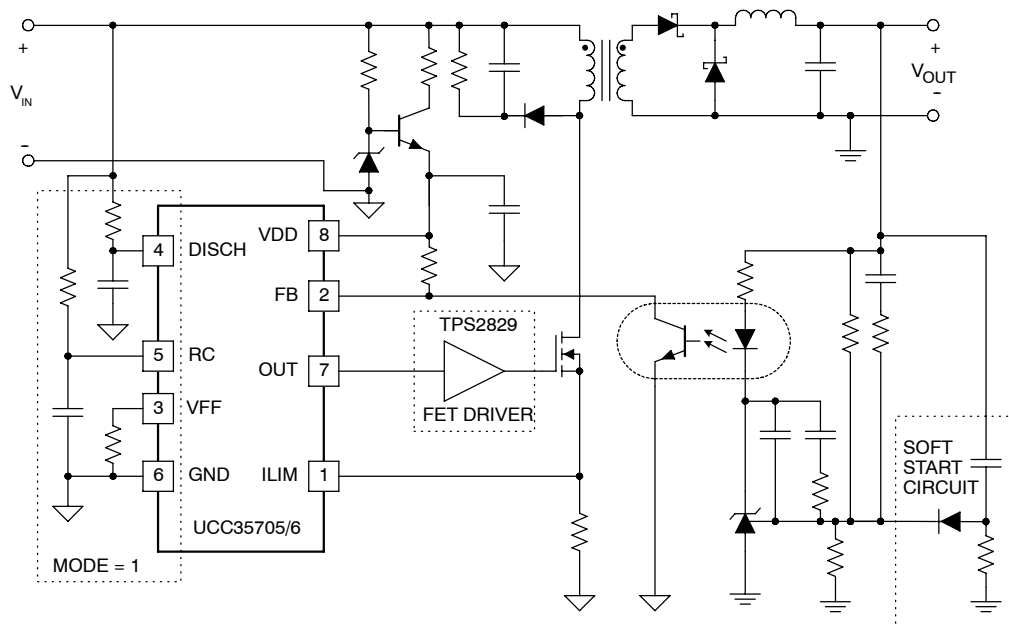 +
V_IN
−
+
V_OUT
−
4 DISCH
VDD 8
FB 2
TPS2829
5 RC
OUT 7
3 VFF
FET DRIVER
6 GND
ILIM 1
SOFT
START
CIRCUIT
UCC35705/6
MODE = 1